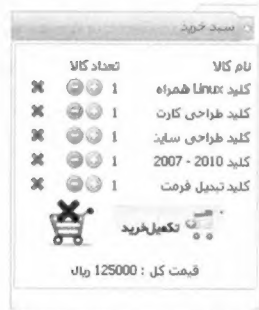 سبد خرید
نام کالا تعداد کالا
کلید Linux همراه 1
کلید طراحی کارت 1
کلید طراحی سایت 1
کلید 2010 - 2007 1
کلید تبدیل فرمت 1
تکمیل خرید
قیمت کل : 125000 ریال